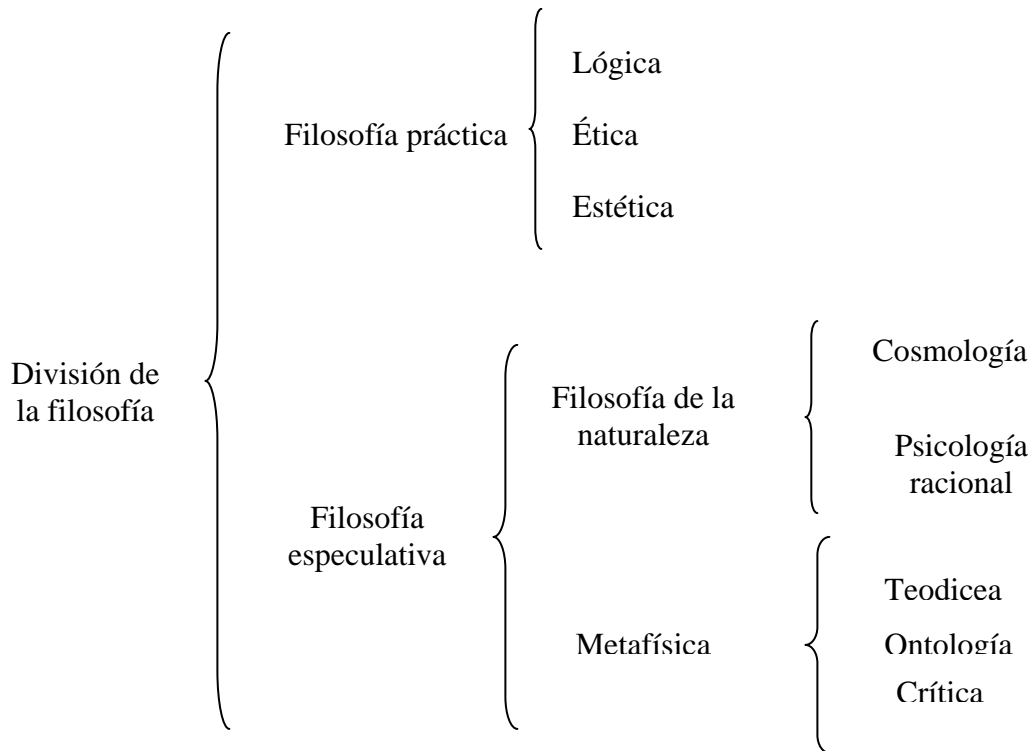 División de
la filosofía
Filosofía práctica
Lógica
Ética
Estética
Filosofía
especulativa
Filosofía de la
naturaleza
Cosmología
Psicología
racional
Metafísica
Teodicea
Ontología
Crítica